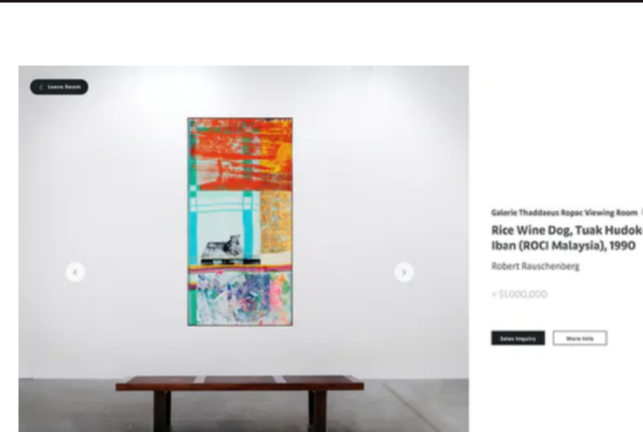 Leave Room
Galerie Thaddaeus Ropac Viewing Room
Rice Wine Dog, Tuak Hudok
Iban (ROCI Malaysia), 1990
Robert Rauschenberg
> $1,000,000
Sales Inquiry
More Info